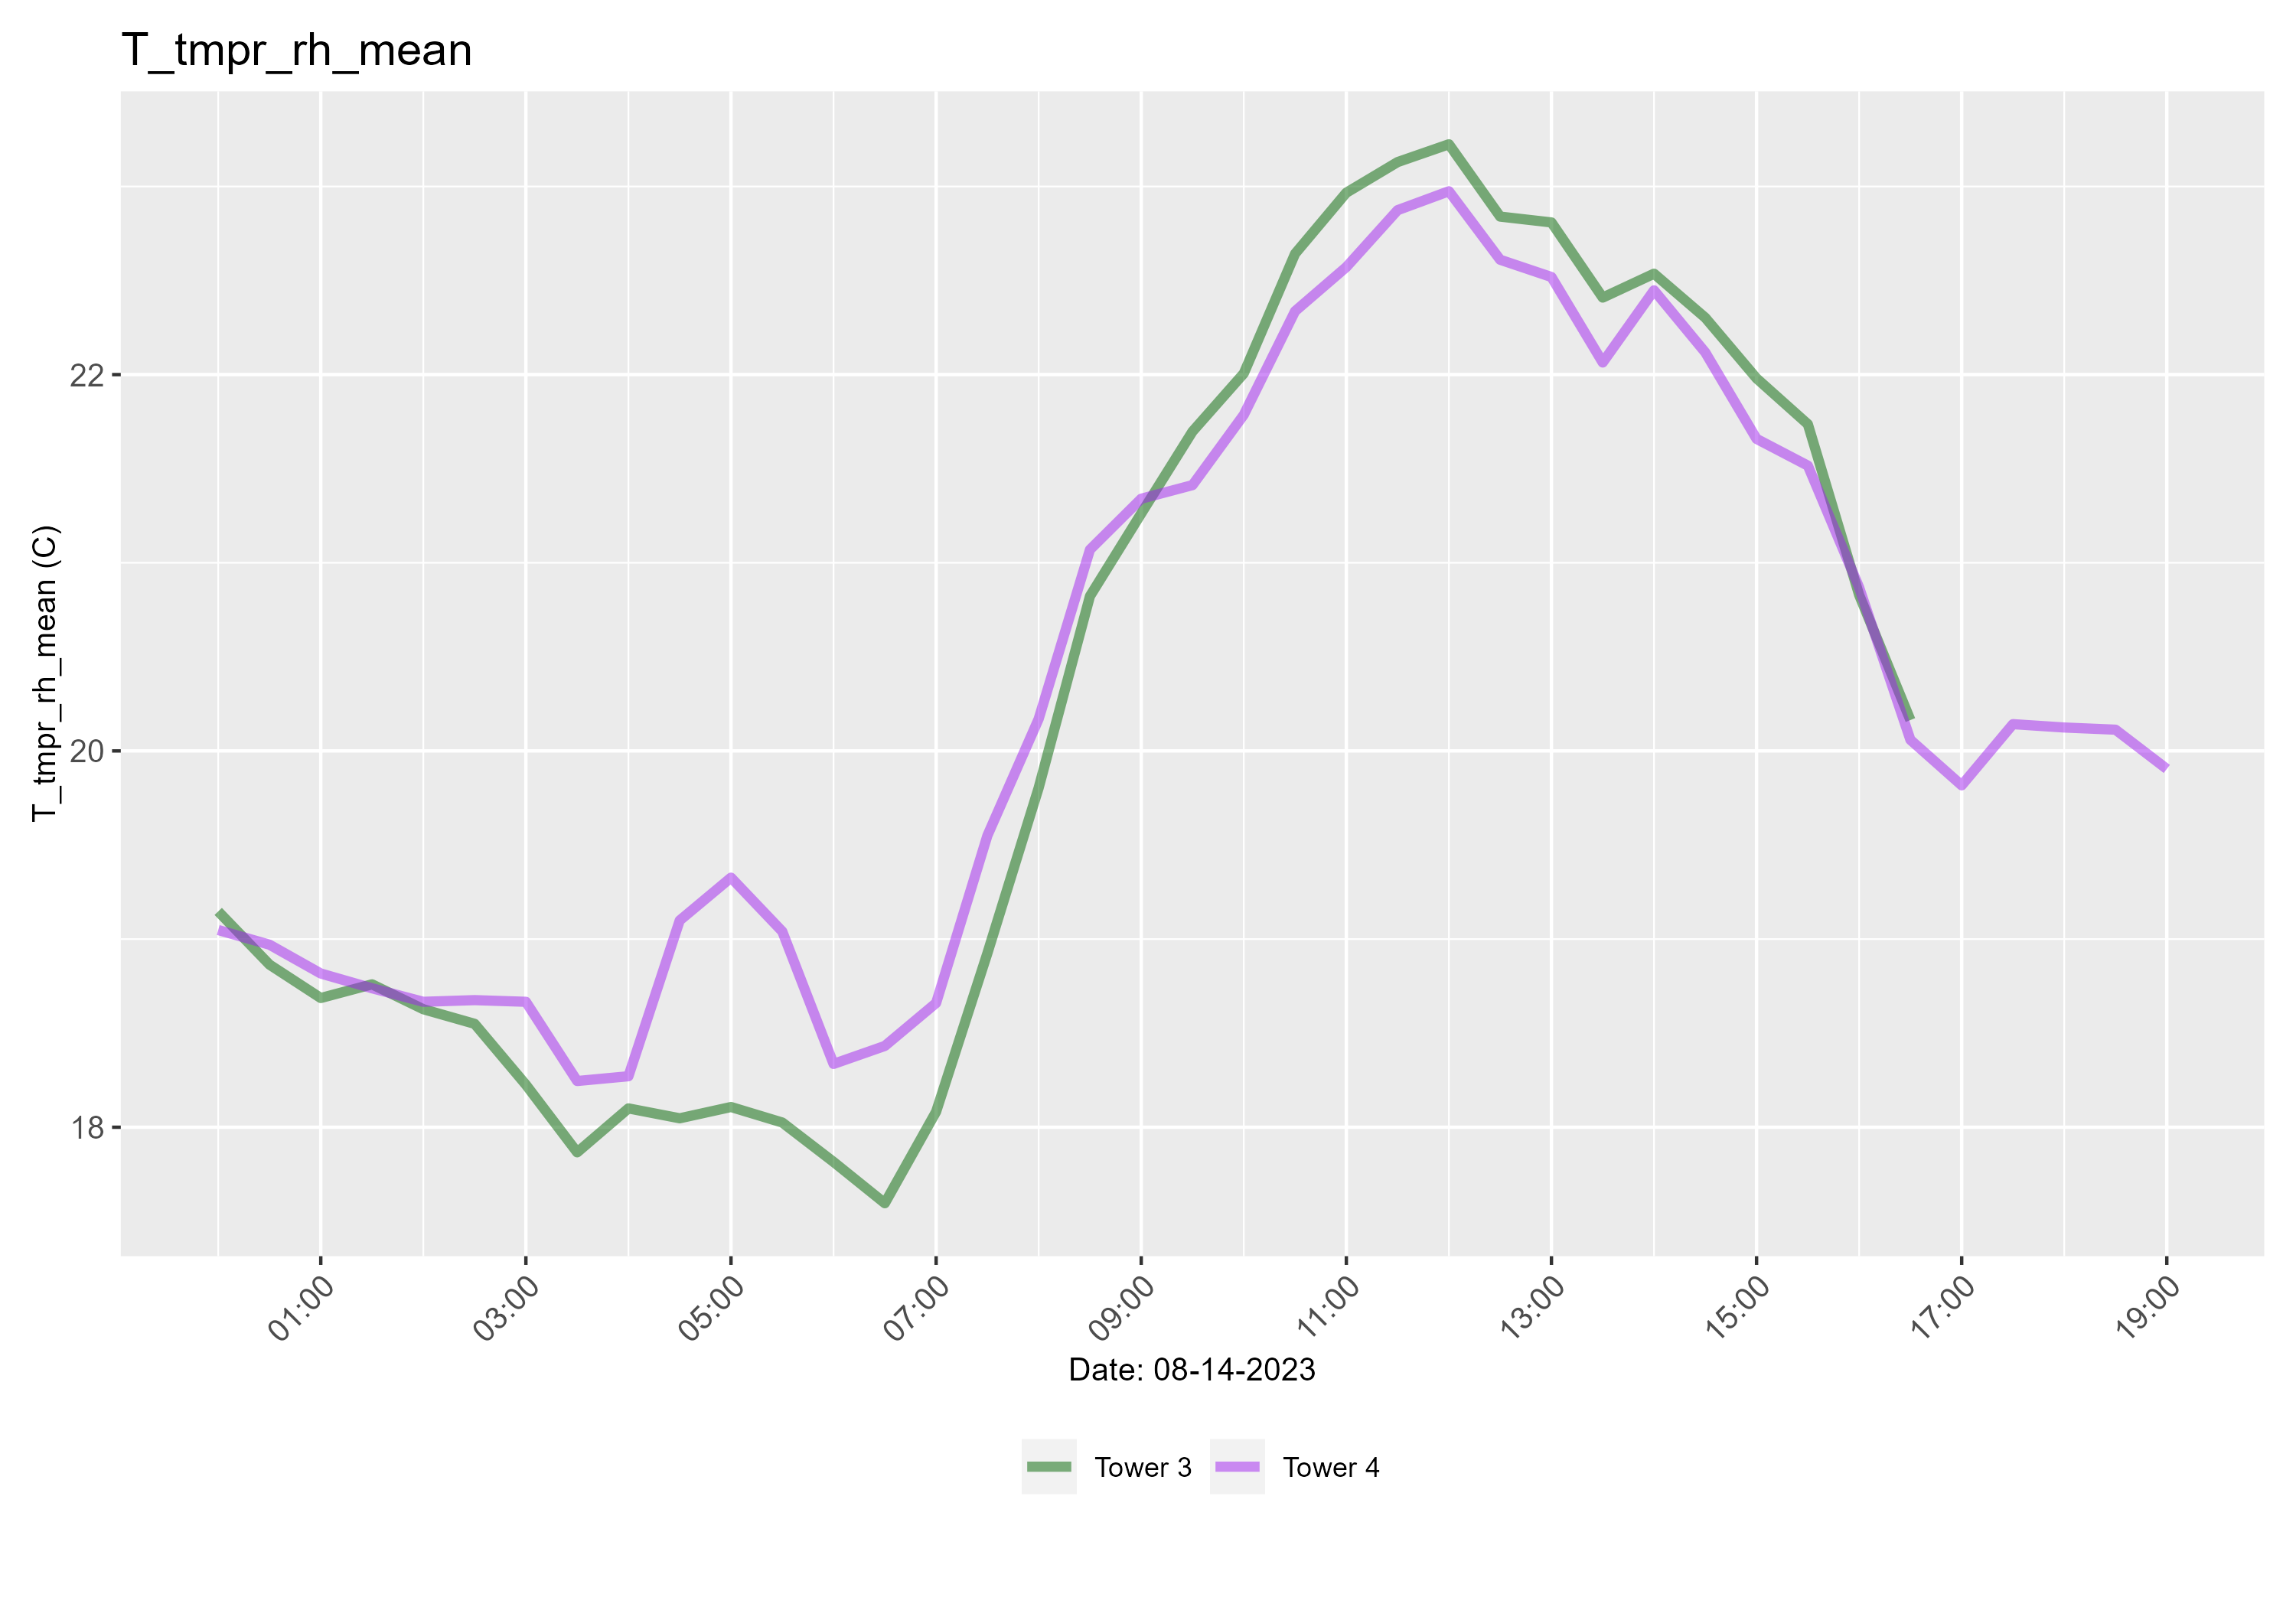 T_tmpr_rh_mean
T_tmpr_rh_mean (C)
22
20
18
01:00 03:00 05:00 07:00 09:00 11:00 13:00 15:00 17:00 19:00
Date: 08-14-2023
Tower 3 Tower 4